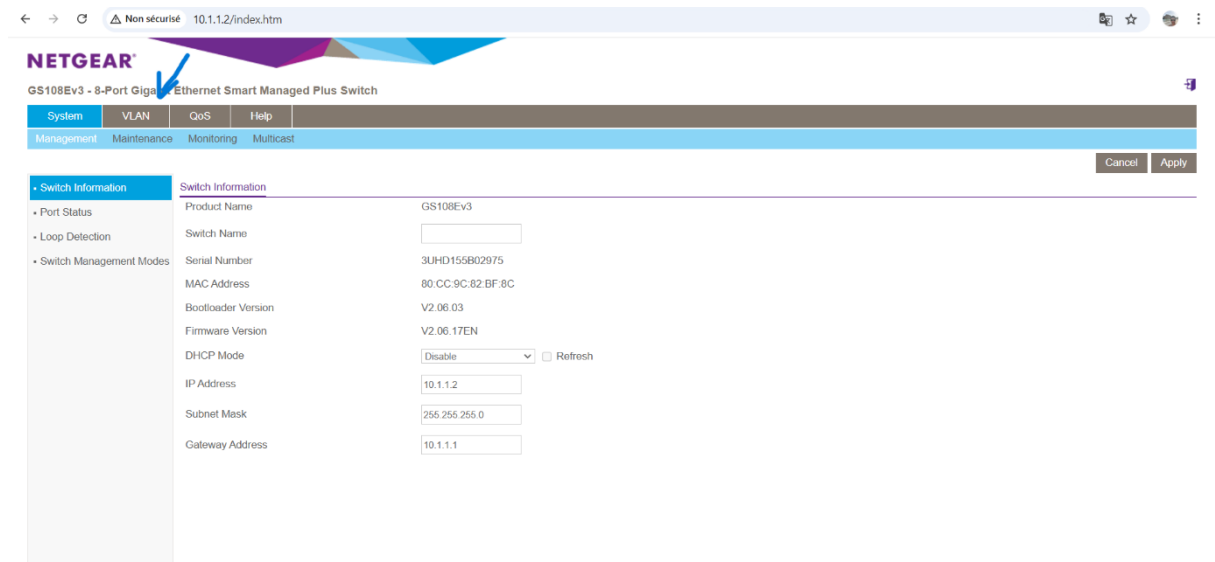 Non sécurisé 10.1.1.2/index.htm
NETGEAR®
GS108Ev3 - 8-Port Gigabit Ethernet Smart Managed Plus Switch
System VLAN QoS Help
Management Maintenance Monitoring Multicast
Cancel Apply
Switch Information
Port Status
Loop Detection
Switch Management Modes
Switch Information
Product Name GS108Ev3
Switch Name
Serial Number 3UHD155B02975
MAC Address 80:CC:9C:82:BF:8C
Bootloader Version V2.06.03
Firmware Version V2.06.17EN
DHCP Mode Disable Refresh
IP Address 10.1.1.2
Subnet Mask 255.255.255.0
Gateway Address 10.1.1.1